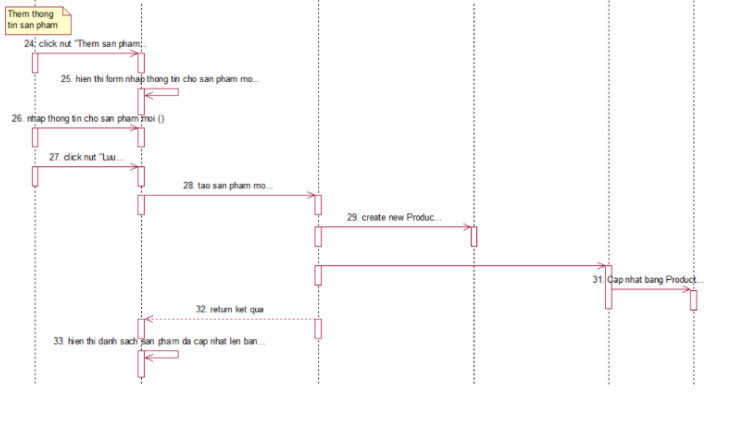 Them thong
tin san pham
24. click nut "Them san pham...
25. hien thi form nhap thong tin cho san pham mo...
26. nhap thong tin cho san pham moi ()
27. click nut "Luu...
28. tao san pham mo...
29. create new Produc...
31. Cap nhat bang Product...
32. return ket qua
33. hien thi danh sach san pham da cap nhat len ban...